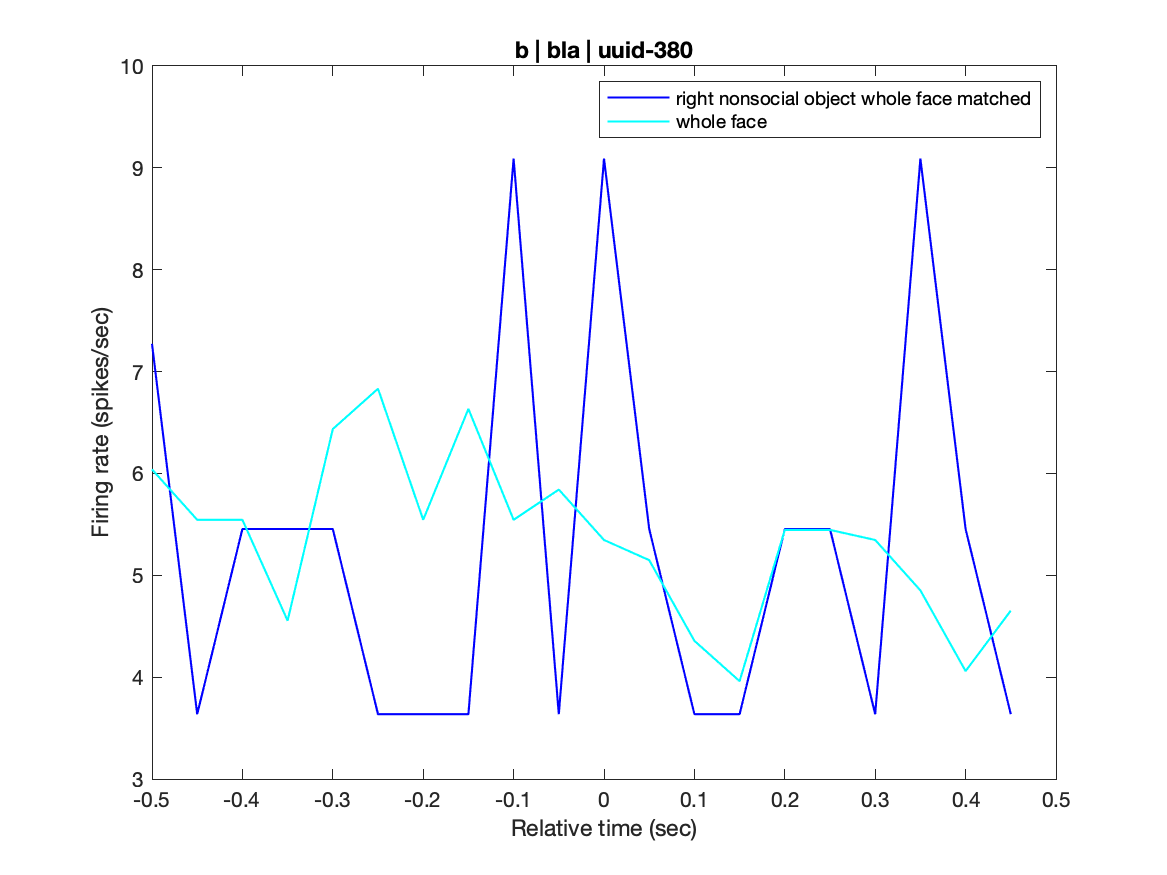 b | bla | uuid-380
right nonsocial object whole face matched
whole face
Firing rate (spikes/sec)
10
9
8
7
6
5
4
3
-0.5 -0.4 -0.3 -0.2 -0.1 0 0.1 0.2 0.3 0.4 0.5
Relative time (sec)